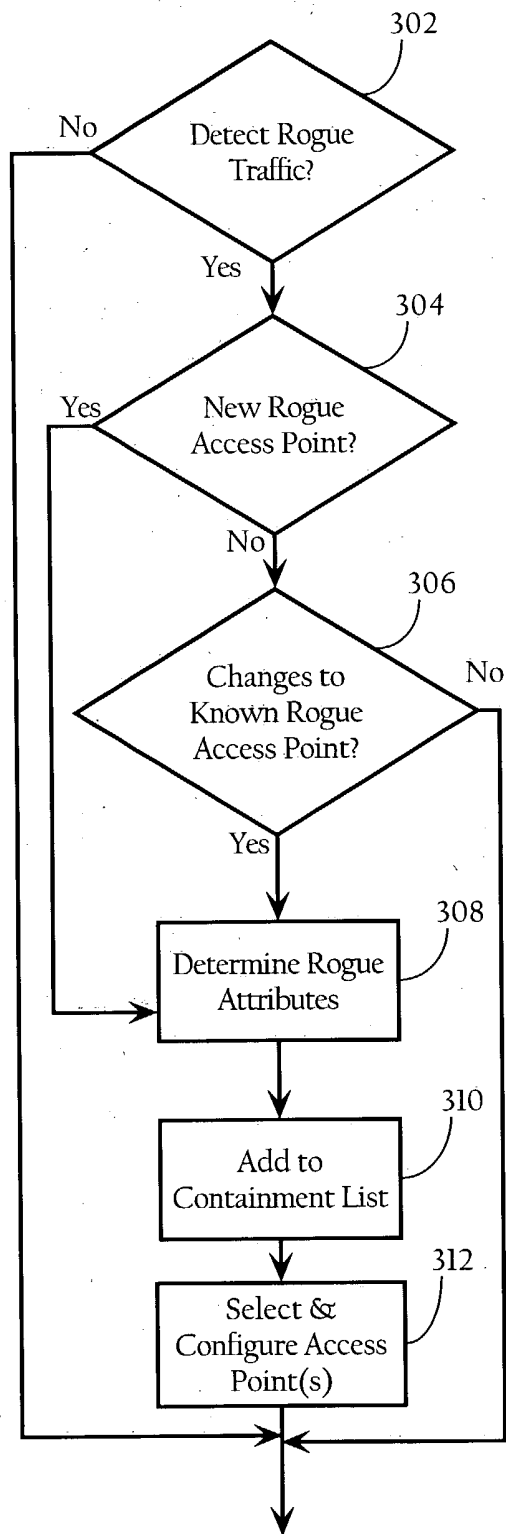 302
No
Detect Rogue
Traffic?
Yes
304
Yes
New Rogue
Access Point?
No
306
No
Changes to
Known Rogue
Access Point?
Yes
308
Determine Rogue
Attributes
310
Add to
Containment List
312
Select &
Configure Access
Point(s)